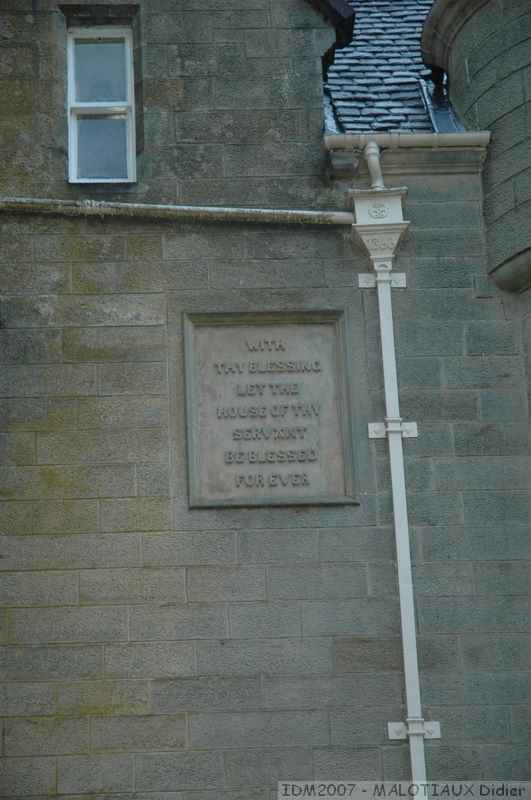 WITH
THY BLESSING
LET THE
HOUSE OF THY
SERVANT
BE BLESSED
FOR EVER
IDM2007 - MALOTIAUX Didier